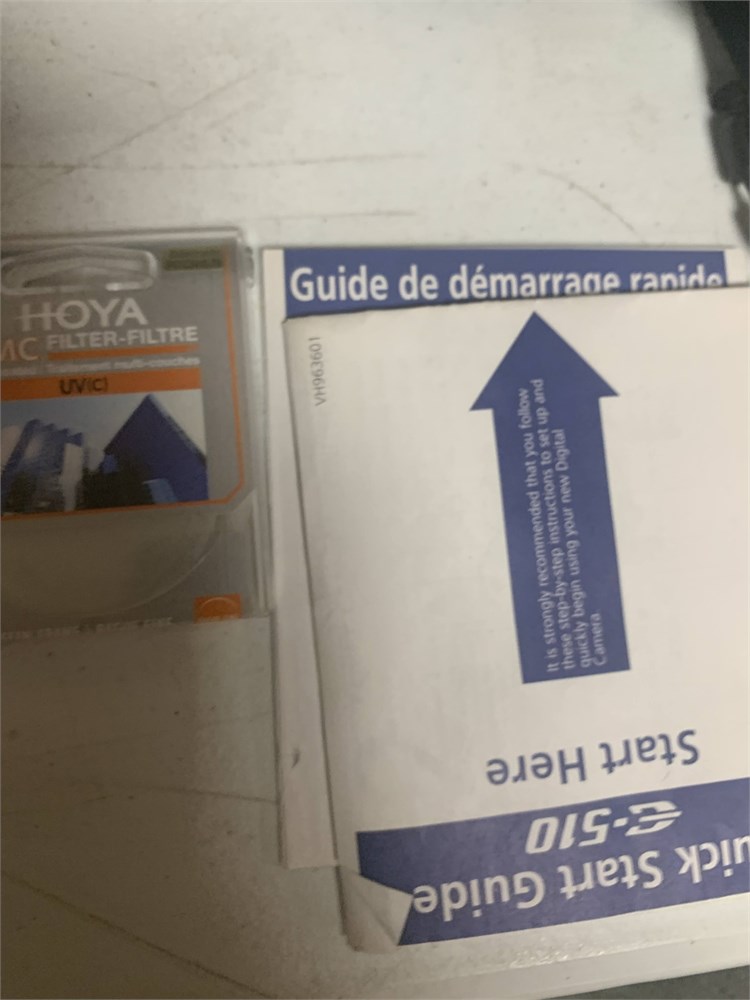 HOYA
FILTER-FILTRE
UV(C)
Guide de démarrage rapide
VH963601
It is strongly recommended that you follow
these step-by-step instructions to set up and
quickly begin using your new Digital
Camera
Start Here
E-510
uick Start Guide